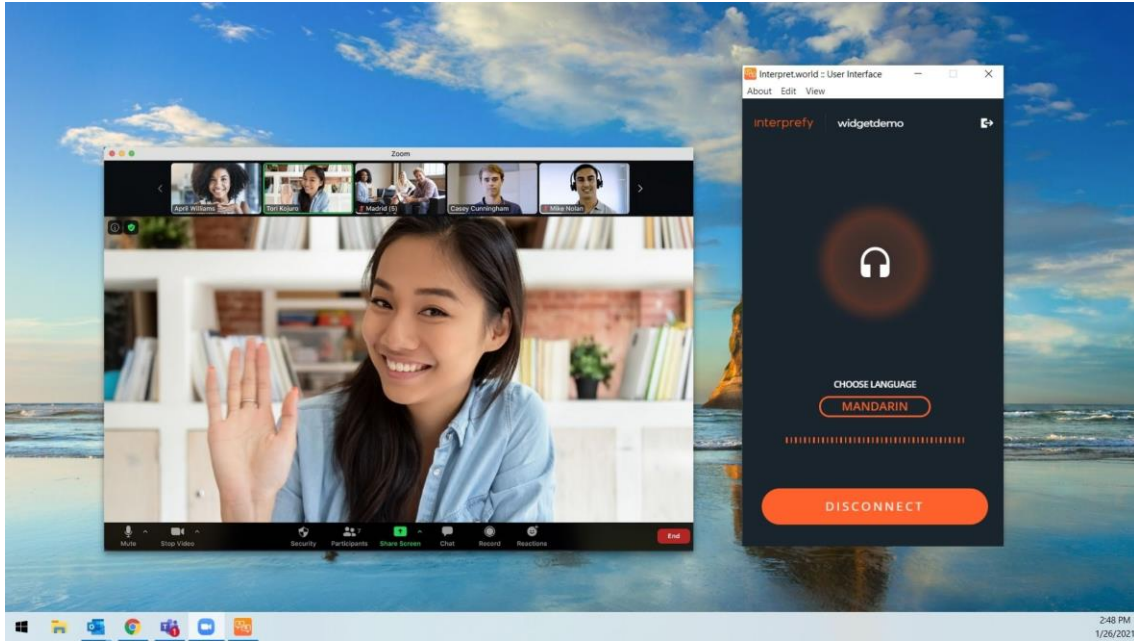 Zoom
April Williams
Tori Kojuro
Madrid (5)
Casey Cunningham
Mike Nolan
Mute
Stop Video
Security
Participants
7
Share Screen
Chat
Record
Reactions
End
Interpret.world :: User Interface
About Edit View
interprefy widgetdemo
CHOOSE LANGUAGE
MANDARIN
DISCONNECT
2:48 PM
1/26/2021